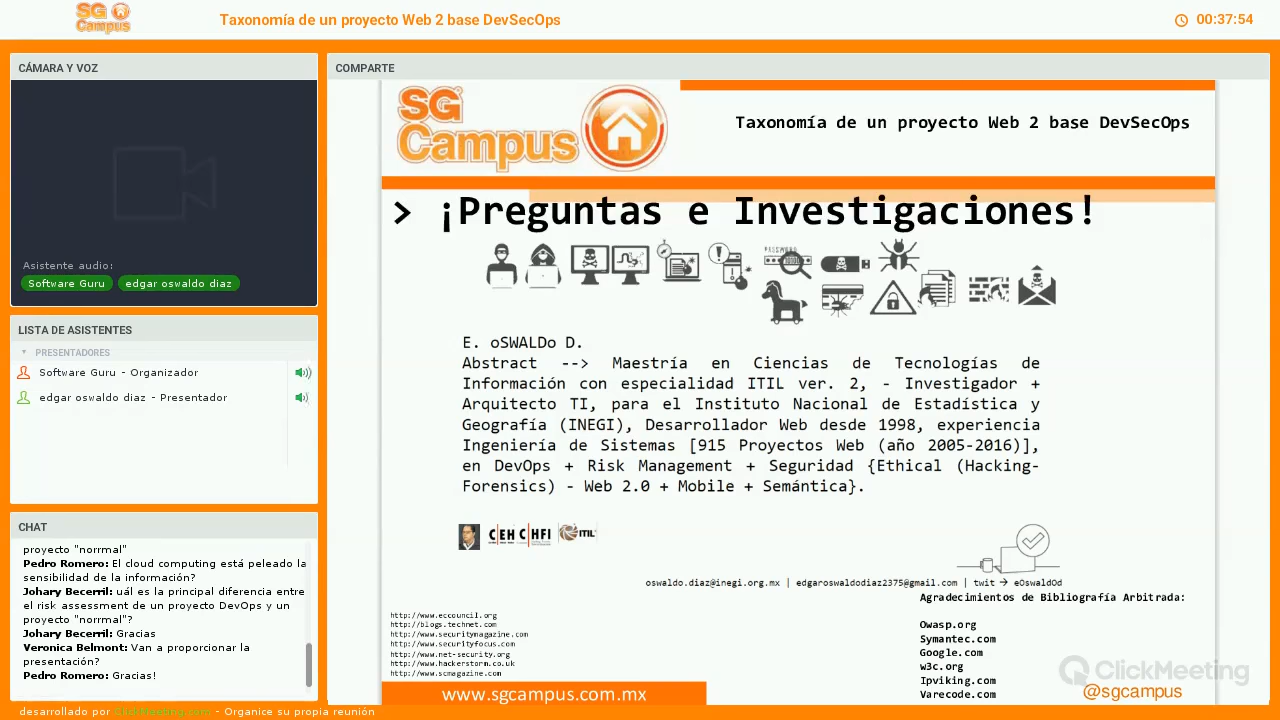 SG Campus
Taxonomía de un proyecto Web 2 base DevSecOps
00:37:54
CÁMARA Y VOZ
Asistente audio:
Software Guru
edgar oswaldo diaz
LISTA DE ASISTENTES
PRESENTADORES
Software Guru - Organizador
edgar oswaldo diaz - Presentador
CHAT
proyecto "norrmal"
Pedro Romero: El cloud computing está peleado la
sensibilidad de la información?
Johary Becerril: uál es la principal diferencia entre
el risk assessment de un proyecto DevOps y un
proyecto "norrmal"?
Johary Becerril: Gracias
Veronica Belmont: Van a proporcionar la
presentación?
Pedro Romero: Gracias!
COMPARTE
SG
Campus
Taxonomía de un proyecto Web 2 base DevSecOps
> ¡Preguntas e Investigaciones!
PASSWORD
E. oSWALDo D.
Abstract --> Maestría en Ciencias de Tecnologías de
Información con especialidad ITIL ver. 2, - Investigador +
Arquitecto TI, para el Instituto Nacional de Estadística y
Geografía (INEGI), Desarrollador Web desde 1998, experiencia
Ingeniería de Sistemas [915 Proyectos Web (año 2005-2016)],
en DevOps + Risk Management + Seguridad {Ethical (Hacking-
Forensics) - Web 2.0 + Mobile + Semántica}.
CEH CHFI ITIL
oswaldo.diaz@inegi.org.mx | edgaroswaldodiaz2375@gmail.com | twit → eOswaldOd
Agradecimientos de Bibliografía Arbitrada:
http://www.eccouncil.org
http://blogs.technet.com
http://www.securitymagazine.com
http://www.securityfocus.com
http://www.net-security.org
http://www.hackerstorm.co.uk
http://www.scmagazine.com
Owasp.org
Symantec.com
Google.com
w3c.org
Ipviking.com
Varecode.com
ClickMeeting
www.sgcampus.com.mx
@sgcampus
desarrollado por ClickMeeting.com - Organice su propia reunión